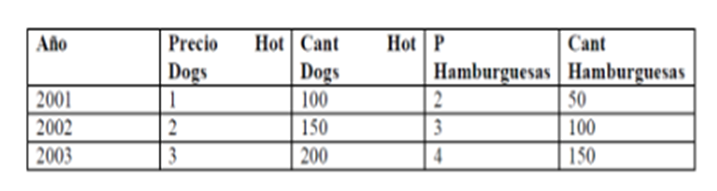 Año Precio Hot Dogs Cant Hot Dogs P Hamburguesas Cant Hamburguesas
2001 1 100 2 50
2002 2 150 3 100
2003 3 200 4 150